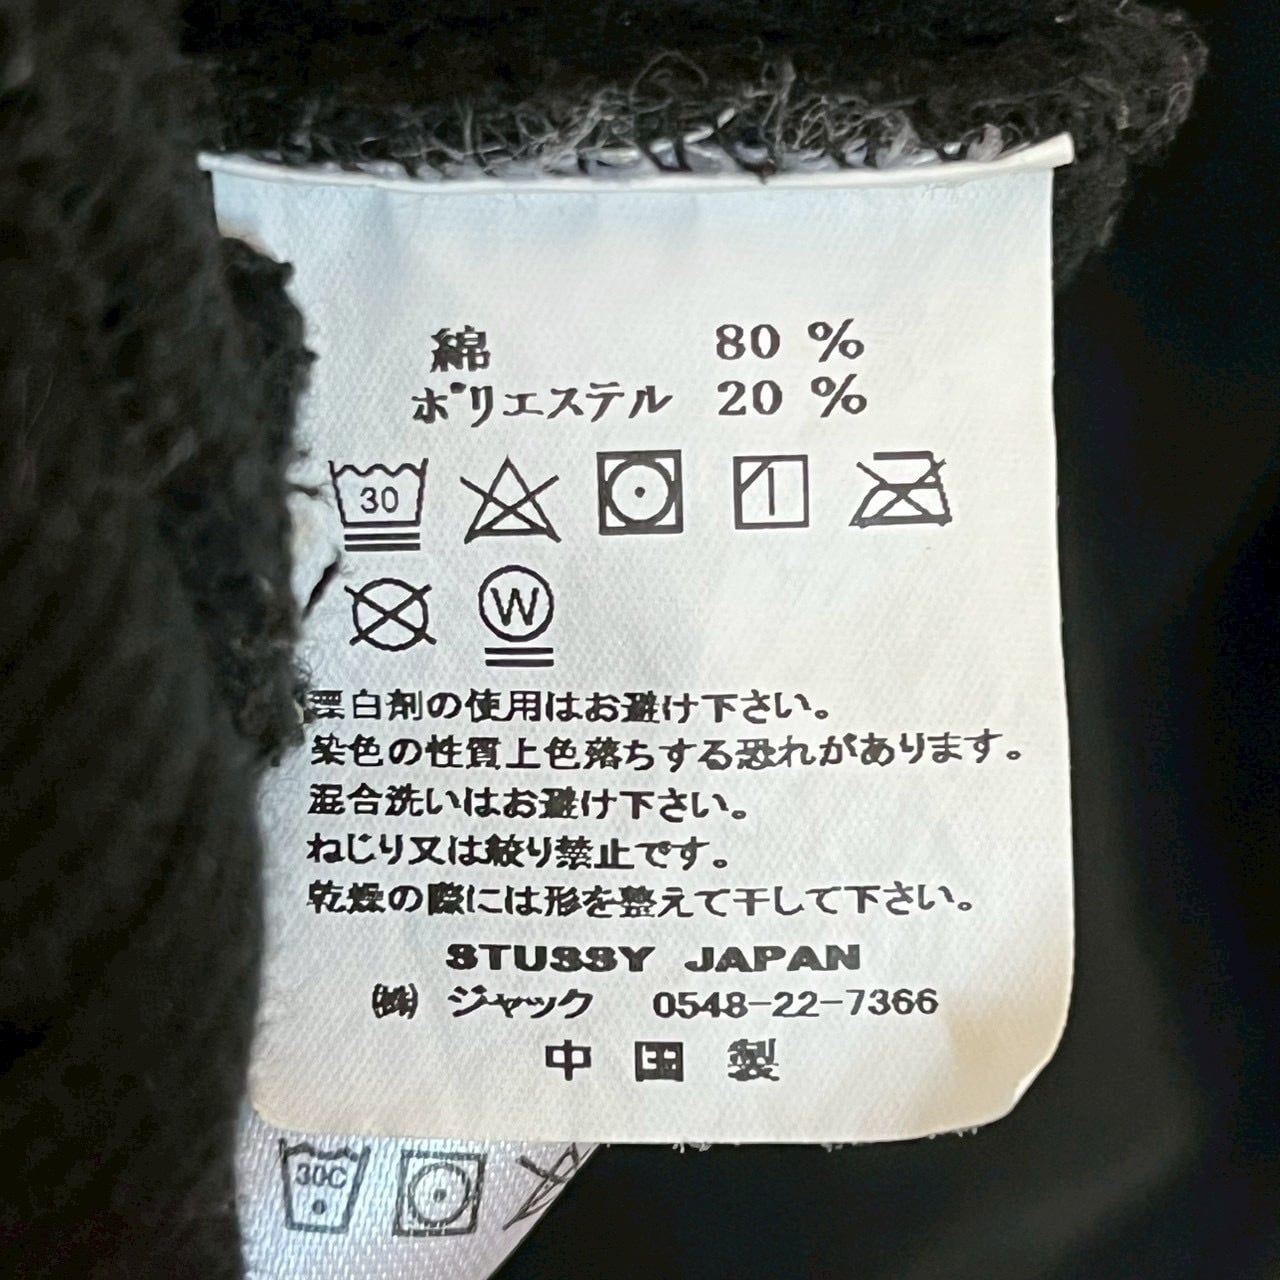 綿 80 %
ポリエステル 20 %
30
W
漂白剤の使用はお避け下さい。
染色の性質上色落ちする恐れがあります。
混合洗いはお避け下さい。
ねじり又は絞り禁止です。
乾燥の際には形を整えて干して下さい。
STUSSY JAPAN
㈱ ジャック 0548-22-7366
中国製
30C